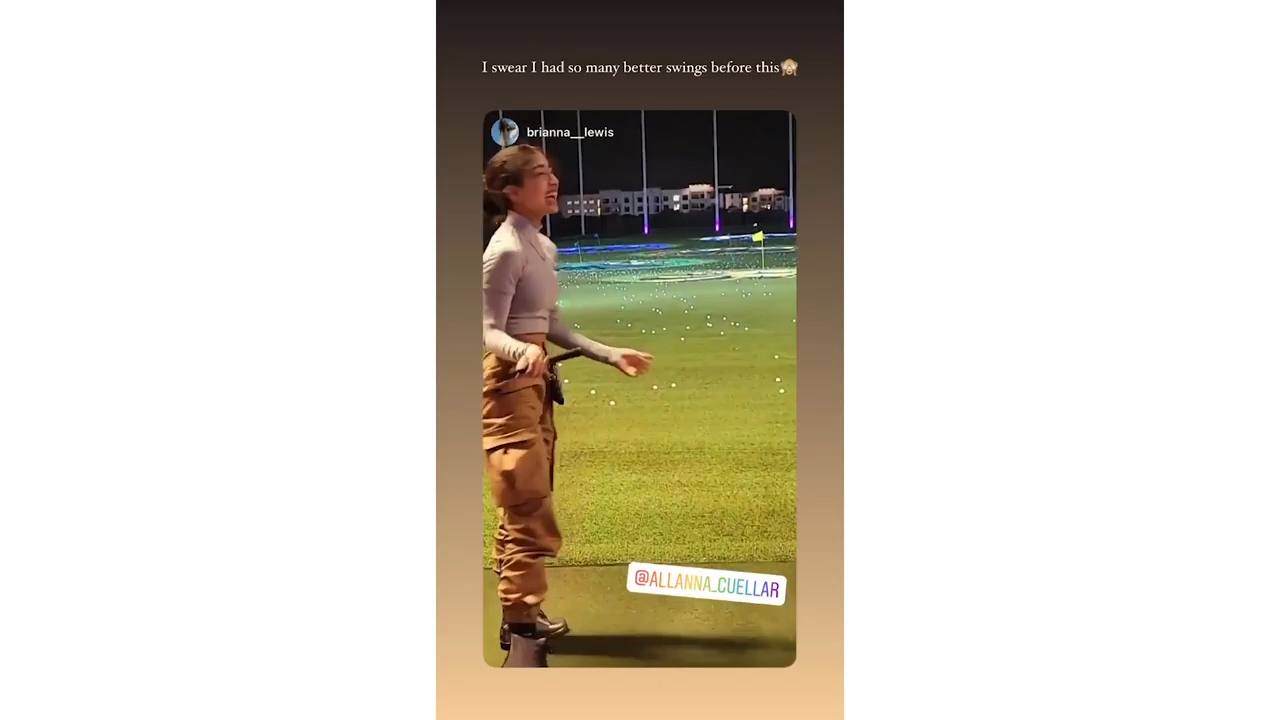 I swear I had so many better swings before this🙈
brianna__lewis
@ALLANNA_CUELLAR